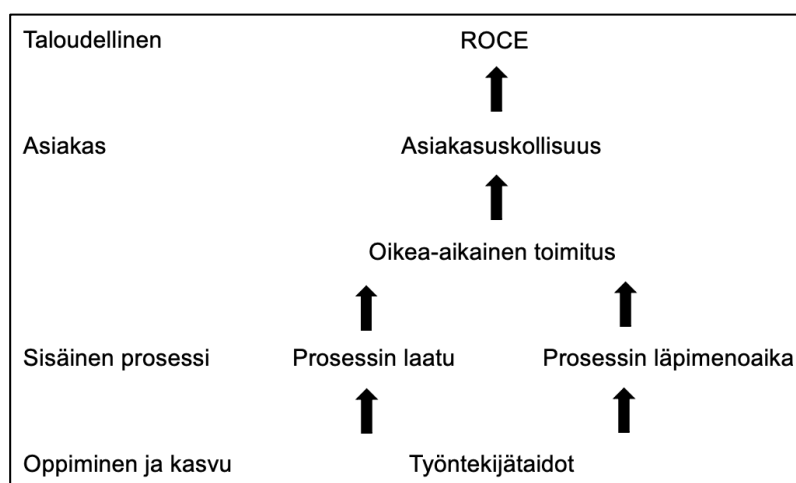 Taloudellinen ROCE
Asiakas Asiakasuskollisuus
Oikea-aikainen toimitus
Sisäinen prosessi Prosessin laatu Prosessin läpimenoaika
Oppiminen ja kasvu Työntekijätaidot